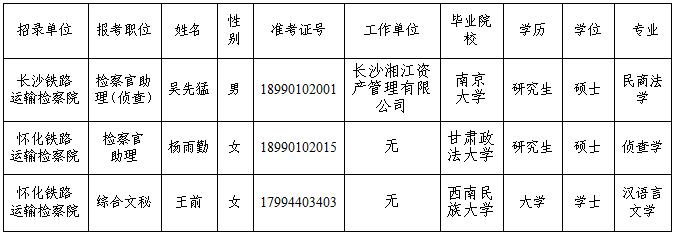 招录单位 报考职位 姓名 性别 准考证号 工作单位 毕业院校 学历 学位 专业
长沙铁路运输检察院 检察官助理(侦查) 吴先猛 男 18990102001 长沙湘江资产管理有限公司 南京大学 研究生 硕士 民商法学
怀化铁路运输检察院 检察官助理 杨雨勤 女 18990102015 无 甘肃政法大学 研究生 硕士 侦查学
怀化铁路运输检察院 综合文秘 王前 女 17994403403 无 西南民族大学 大学 学士 汉语言文学